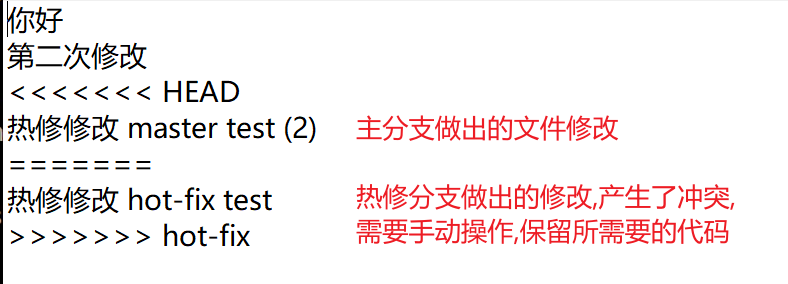 你好
第二次修改
<<<<<<< HEAD
热修修改 master test (2)
主分支做出的文件修改
=======
热修修改 hot-fix test
热修分支做出的修改,产生了冲突,
需要手动操作,保留所需要的代码
>>>>>>> hot-fix